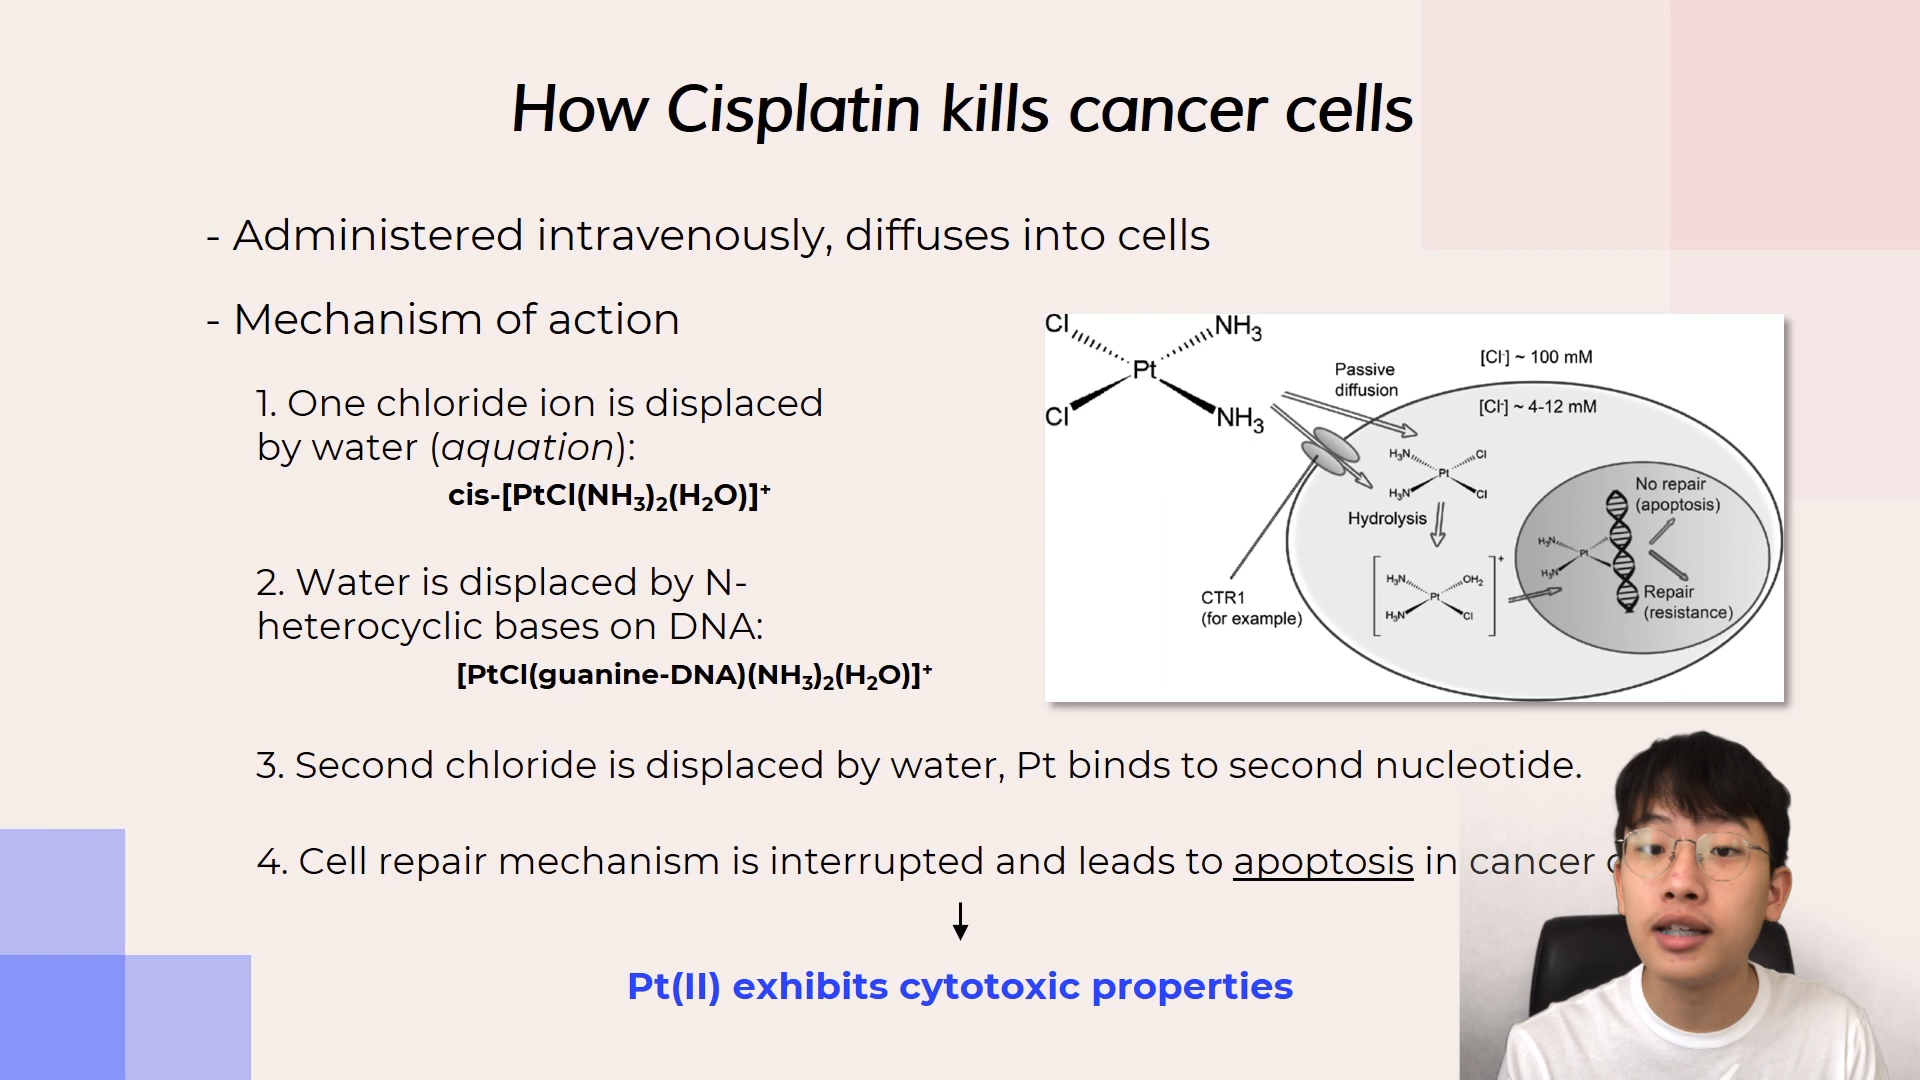 How Cisplatin kills cancer cells
- Administered intravenously, diffuses into cells
- Mechanism of action
1. One chloride ion is displaced
by water (aquation):
cis-[PtCl(NH₃)₂(H₂O)]⁺
2. Water is displaced by N-
heterocyclic bases on DNA:
[PtCl(guanine-DNA)(NH₃)₂(H₂O)]⁺
3. Second chloride is displaced by water, Pt binds to second nucleotide.
4. Cell repair mechanism is interrupted and leads to apoptosis in cancer
Pt(II) exhibits cytotoxic properties
Cl
NH₃
Pt
Cl
NH₃
Passive
diffusion
[Cl⁻] ~ 100 mM
[Cl⁻] ~ 4-12 mM
H₃N
Cl
Pt
H₃N
Cl
Hydrolysis
H₃N
OH₂
Pt
H₃N
Cl
+
CTR1
(for example)
H₃N
Pt
H₃N
No repair
(apoptosis)
Repair
(resistance)